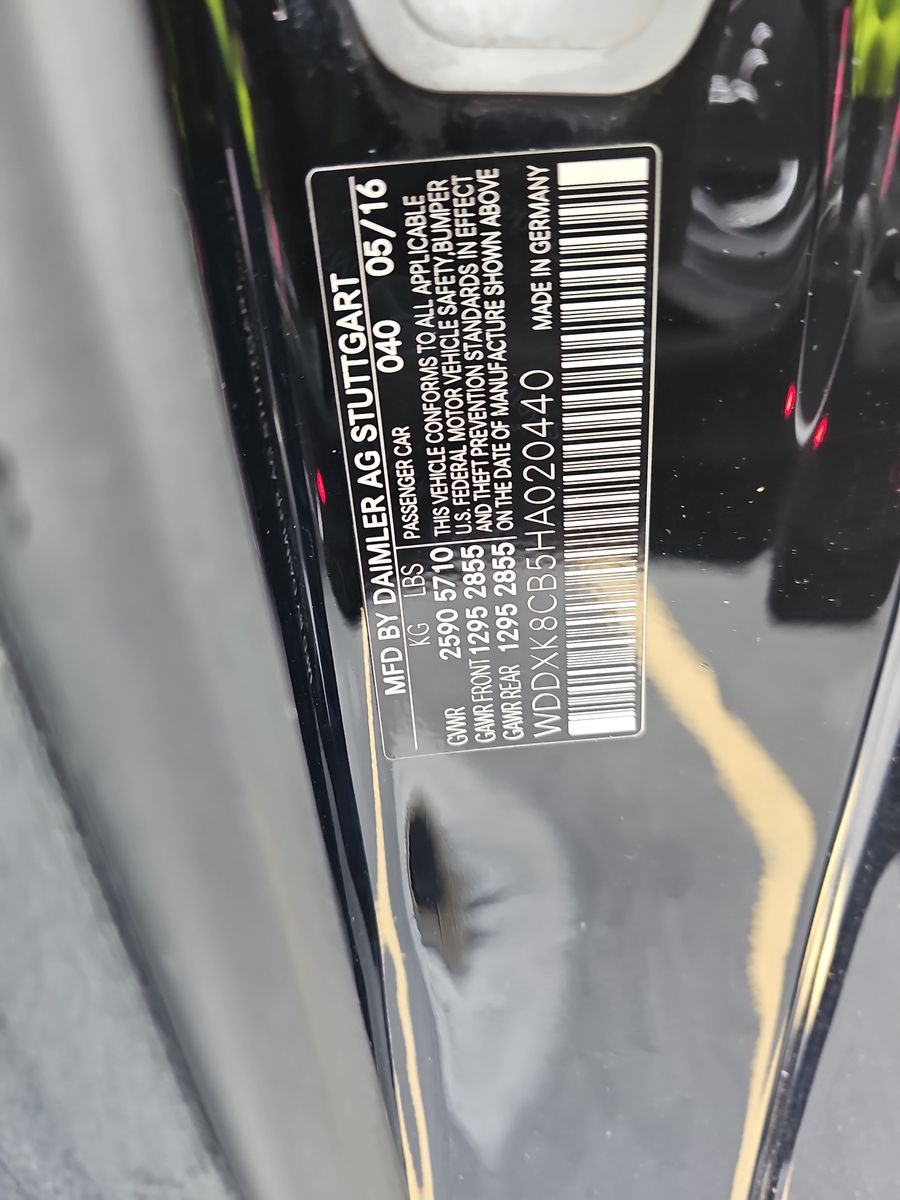 MFD BY DAIMLER AG STUTTGART
KG LBS 040 05/16
PASSENGER CAR
GVWR 2590 5710 THIS VEHICLE CONFORMS TO ALL APPLICABLE
U.S. FEDERAL MOTOR VEHICLE SAFETY,BUMPER
GAWR FRONT 1295 2855 AND THEFT PREVENTION STANDARDS IN EFFECT
GAWR REAR 1295 2855 ON THE DATE OF MANUFACTURE SHOWN ABOVE
WDDXK8CB5HA020440 MADE IN GERMANY